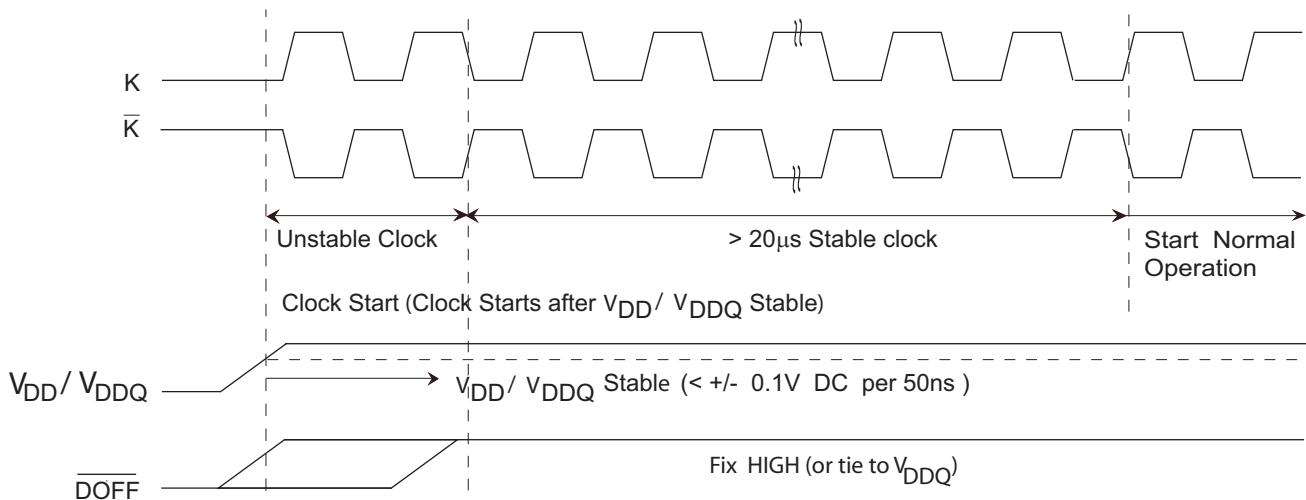 K
K̅
Unstable Clock
> 20μs Stable clock
Start Normal
Operation
Clock Start (Clock Starts after VDD/ VDDQ Stable)
VDD/ VDDQ
VDD/ VDDQ Stable (< +/- 0.1V DC per 50ns )
Fix HIGH (or tie to VDDQ)
D̅O̅F̅F̅